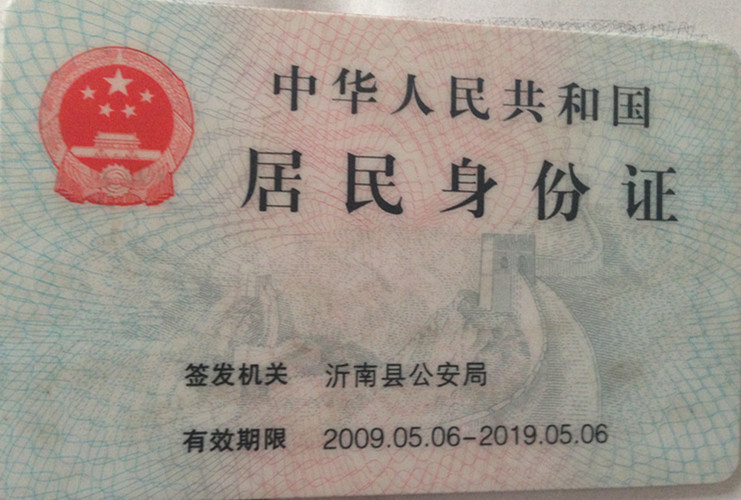 中华人民共和国
居民身份证
签发机关 沂南县公安局
有效期限 2009.05.06-2019.05.06